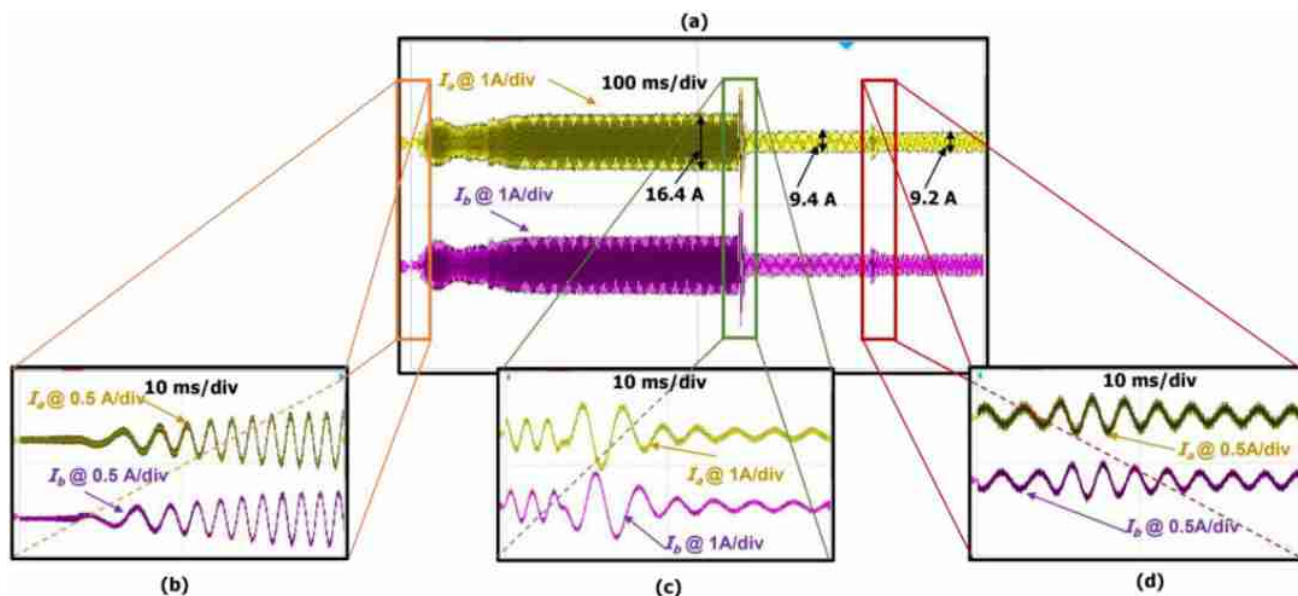 (a)
100 ms/div
Ia @ 1A/div
Ib @ 1A/div
16.4 A
9.4 A
9.2 A
10 ms/div
Ia @ 0.5 A/div
Ib @ 0.5 A/div
(b)
10 ms/div
Ia @ 1A/div
Ib @ 1A/div
(c)
10 ms/div
Ia @ 0.5A/div
Ib @ 0.5A/div
(d)